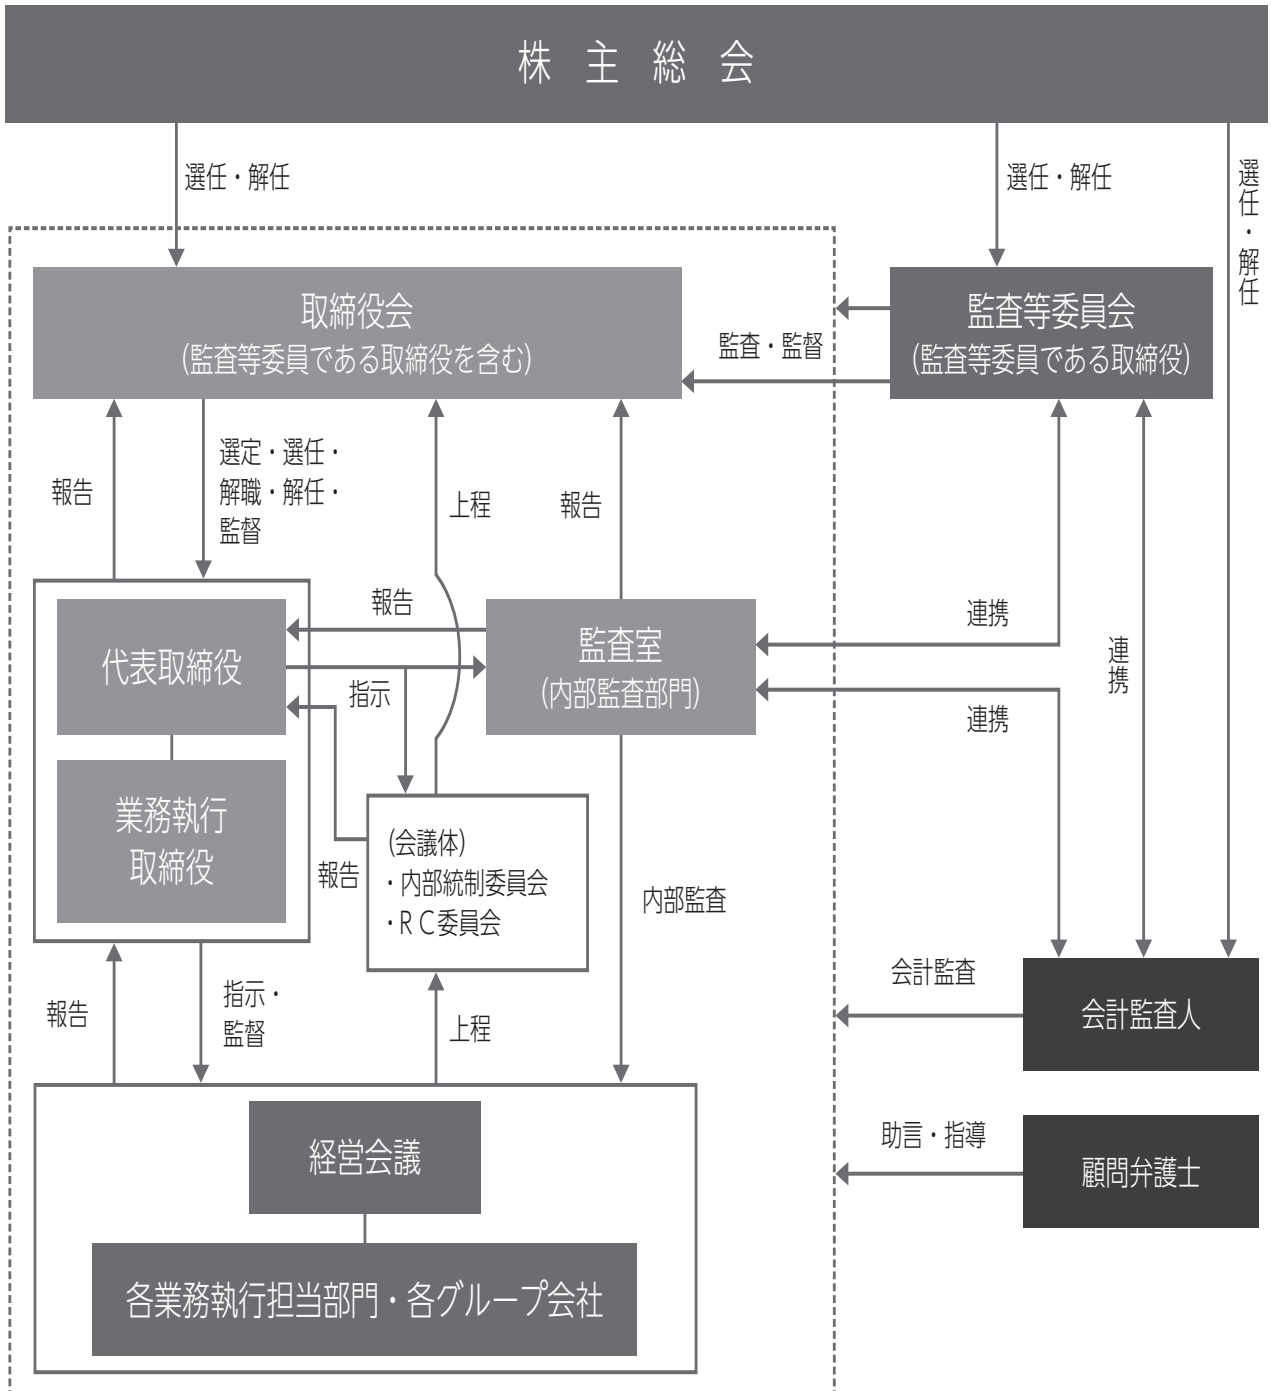 株主総会
選任・解任
選任・解任
選任・解任
取締役会
(監査等委員である取締役を含む)
監査・監督
監査等委員会
(監査等委員である取締役)
報告
選定・選任・
解職・解任・
監督
上程
報告
報告
連携
連携
代表取締役
指示
監査室
(内部監査部門)
連携
業務執行
取締役
報告
(会議体)
・内部統制委員会
・ＲＣ委員会
内部監査
報告
指示・
監督
上程
会計監査
会計監査人
経営会議
助言・指導
顧問弁護士
各業務執行担当部門・各グループ会社